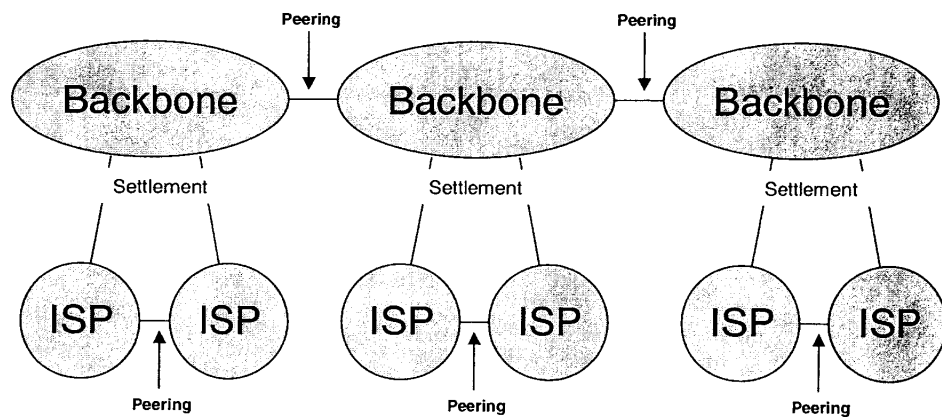 Peering Peering
Backbone Backbone Backbone
Settlement Settlement Settlement
ISP ISP ISP ISP ISP ISP
Peering Peering Peering